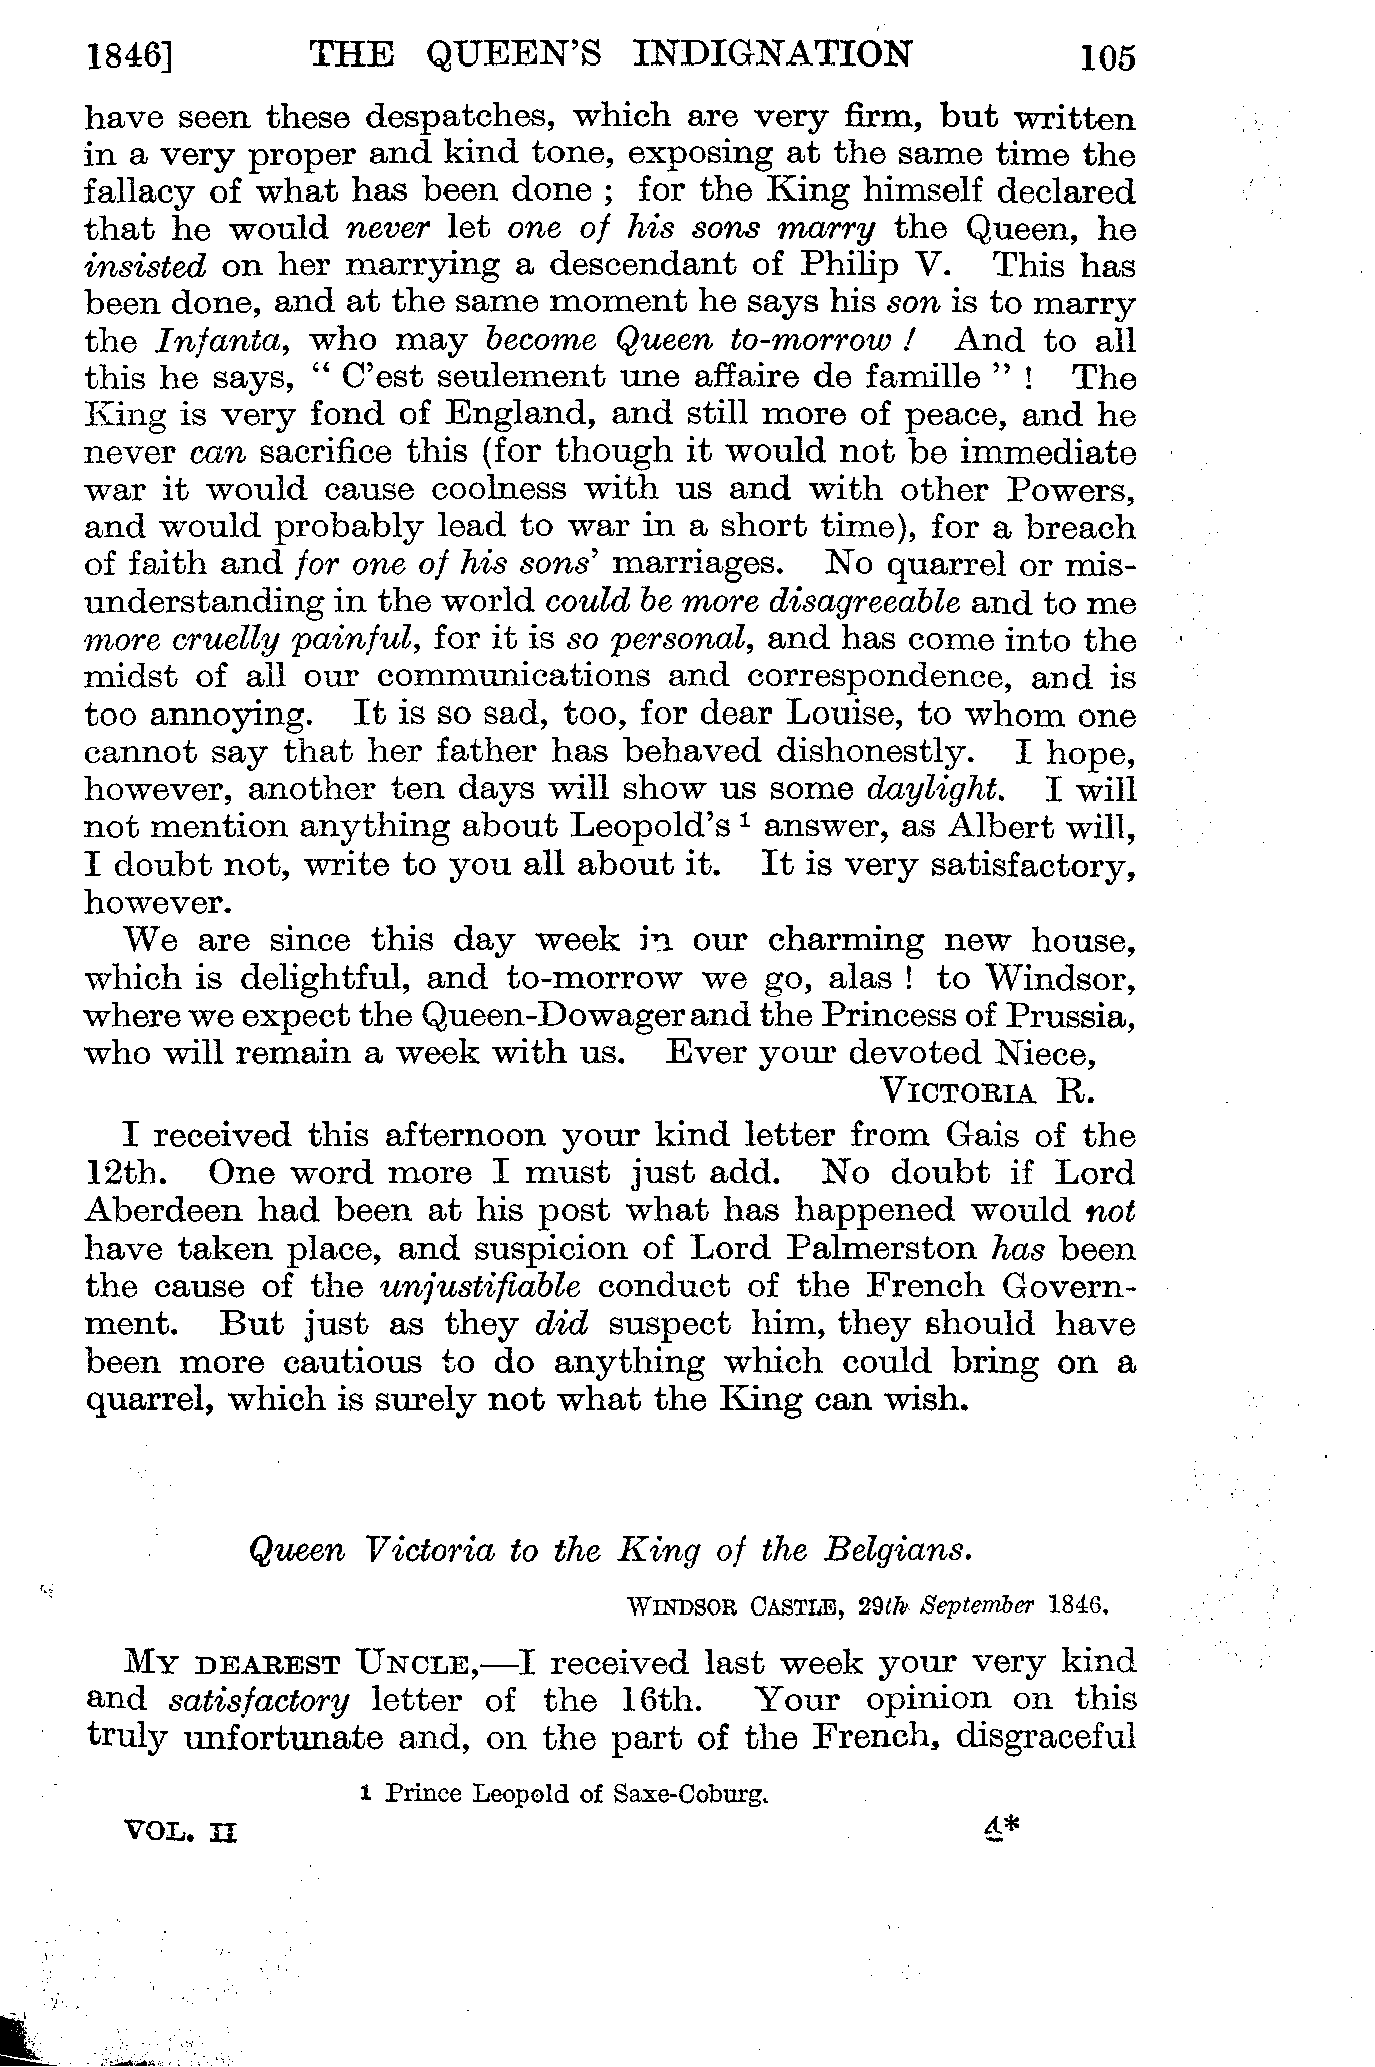 1846] THE QUEEN'S INDIGNATION 105
have seen these despatches, which are very firm, but written
in a very proper and kind tone, exposing at the same time the
fallacy of what has been done ; for the King himself declared
that he would never let one of his sons marry the Queen, he
insisted on her marrying a descendant of Philip V. This has
been done, and at the same moment he says his son is to marry
the Infanta, who may become Queen to-morrow ! And to all
this he says, “ C'est seulement une affaire de famille ” ! The
King is very fond of England, and still more of peace, and he
never can sacrifice this (for though it would not be immediate
war it would cause coolness with us and with other Powers,
and would probably lead to war in a short time), for a breach
of faith and for one of his sons' marriages. No quarrel or mis-
understanding in the world could be more disagreeable and to me
more cruelly painful, for it is so personal, and has come into the
midst of all our communications and correspondence, and is
too annoying. It is so sad, too, for dear Louise, to whom one
cannot say that her father has behaved dishonestly. I hope,
however, another ten days will show us some daylight. I will
not mention anything about Leopold's 1 answer, as Albert will,
I doubt not, write to you all about it. It is very satisfactory,
however.
We are since this day week in our charming new house,
which is delightful, and to-morrow we go, alas ! to Windsor,
where we expect the Queen-Dowager and the Princess of Prussia,
who will remain a week with us. Ever your devoted Niece,
VICTORIA R.
I received this afternoon your kind letter from Gais of the
12th. One word more I must just add. No doubt if Lord
Aberdeen had been at his post what has happened would not
have taken place, and suspicion of Lord Palmerston has been
the cause of the unjustifiable conduct of the French Govern-
ment. But just as they did suspect him, they should have
been more cautious to do anything which could bring on a
quarrel, which is surely not what the King can wish.
Queen Victoria to the King of the Belgians.
WINDSOR CASTLE, 29th September 1846.
MY DEAREST UNCLE,—I received last week your very kind
and satisfactory letter of the 16th. Your opinion on this
truly unfortunate and, on the part of the French, disgraceful
1 Prince Leopold of Saxe-Coburg.
VOL. II 4*